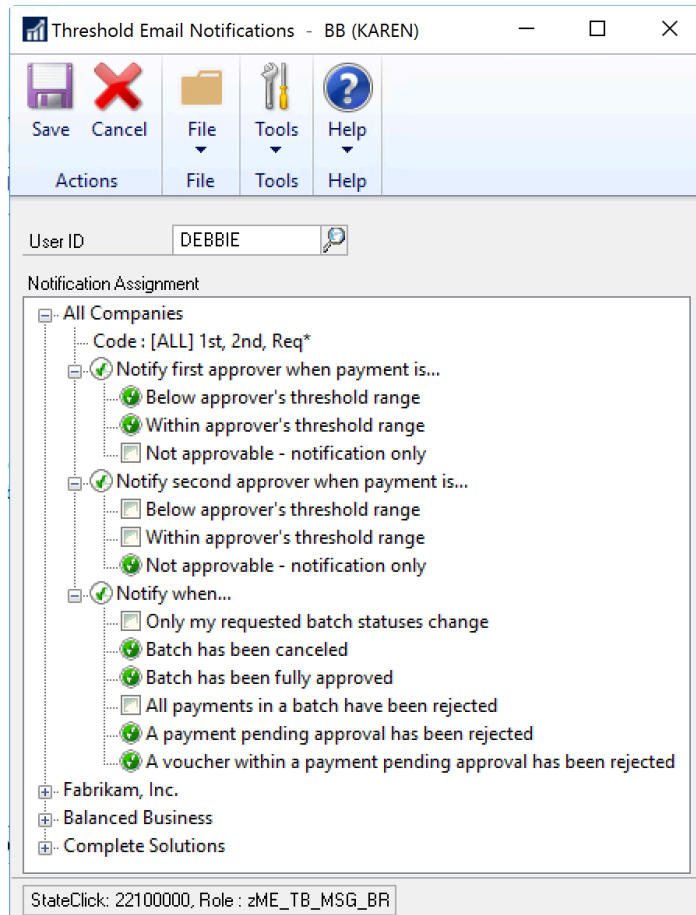 Threshold Email Notifications - BB (KAREN)
Save Cancel File Tools Help
Actions File Tools Help
User ID DEBBIE
Notification Assignment
All Companies
Code : [ALL] 1st, 2nd, Req*
Notify first approver when payment is...
Below approver's threshold range
Within approver's threshold range
Not approvable - notification only
Notify second approver when payment is...
Below approver's threshold range
Within approver's threshold range
Not approvable - notification only
Notify when...
Only my requested batch statuses change
Batch has been canceled
Batch has been fully approved
All payments in a batch have been rejected
A payment pending approval has been rejected
A voucher within a payment pending approval has been rejected
Fabrikam, Inc.
Balanced Business
Complete Solutions
StateClick: 22100000, Role : zME_TB_MSG_BR